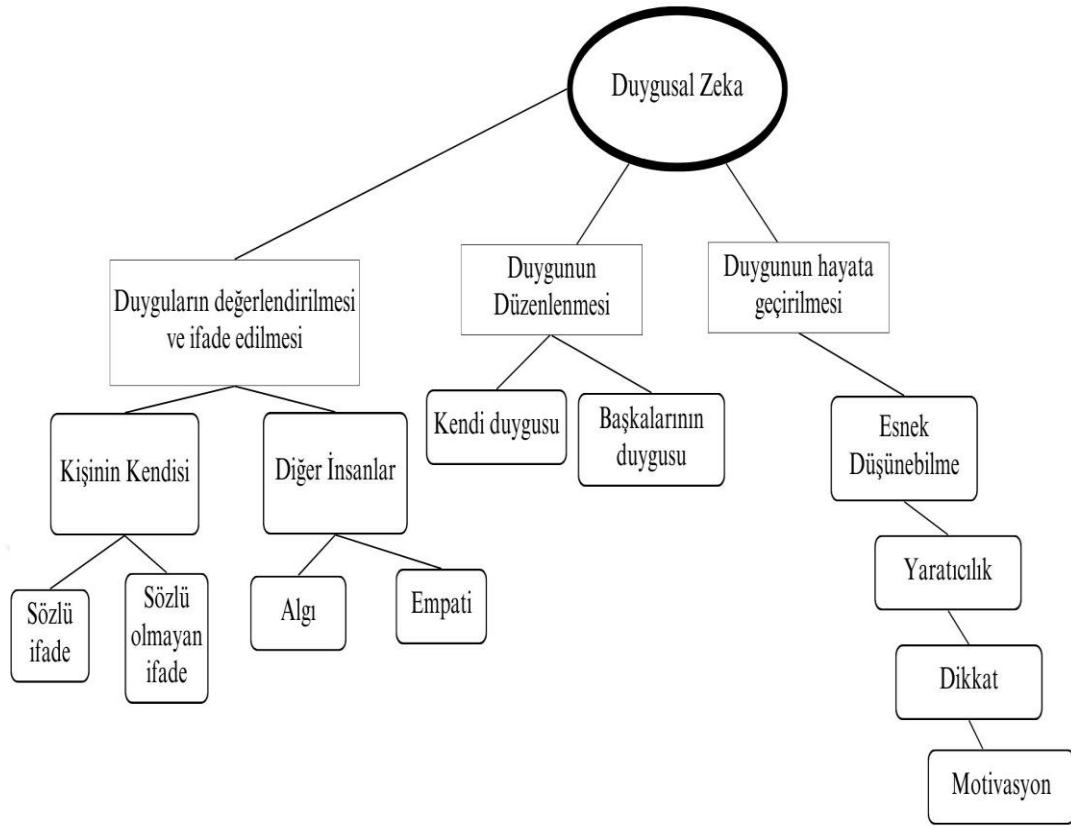 Duygusal Zeka
Duyguların değerlendirilmesi
ve ifade edilmesi
Duygunun
Düzenlenmesi
Duygunun hayata
geçirilmesi
Kişinin Kendisi
Diğer İnsanlar
Kendi duygusu
Başkalarının
duygusu
Esnek
Düşünebilme
Sözlü
ifade
Sözlü
olmayan
ifade
Algı
Empati
Yaratıcılık
Dikkat
Motivasyon